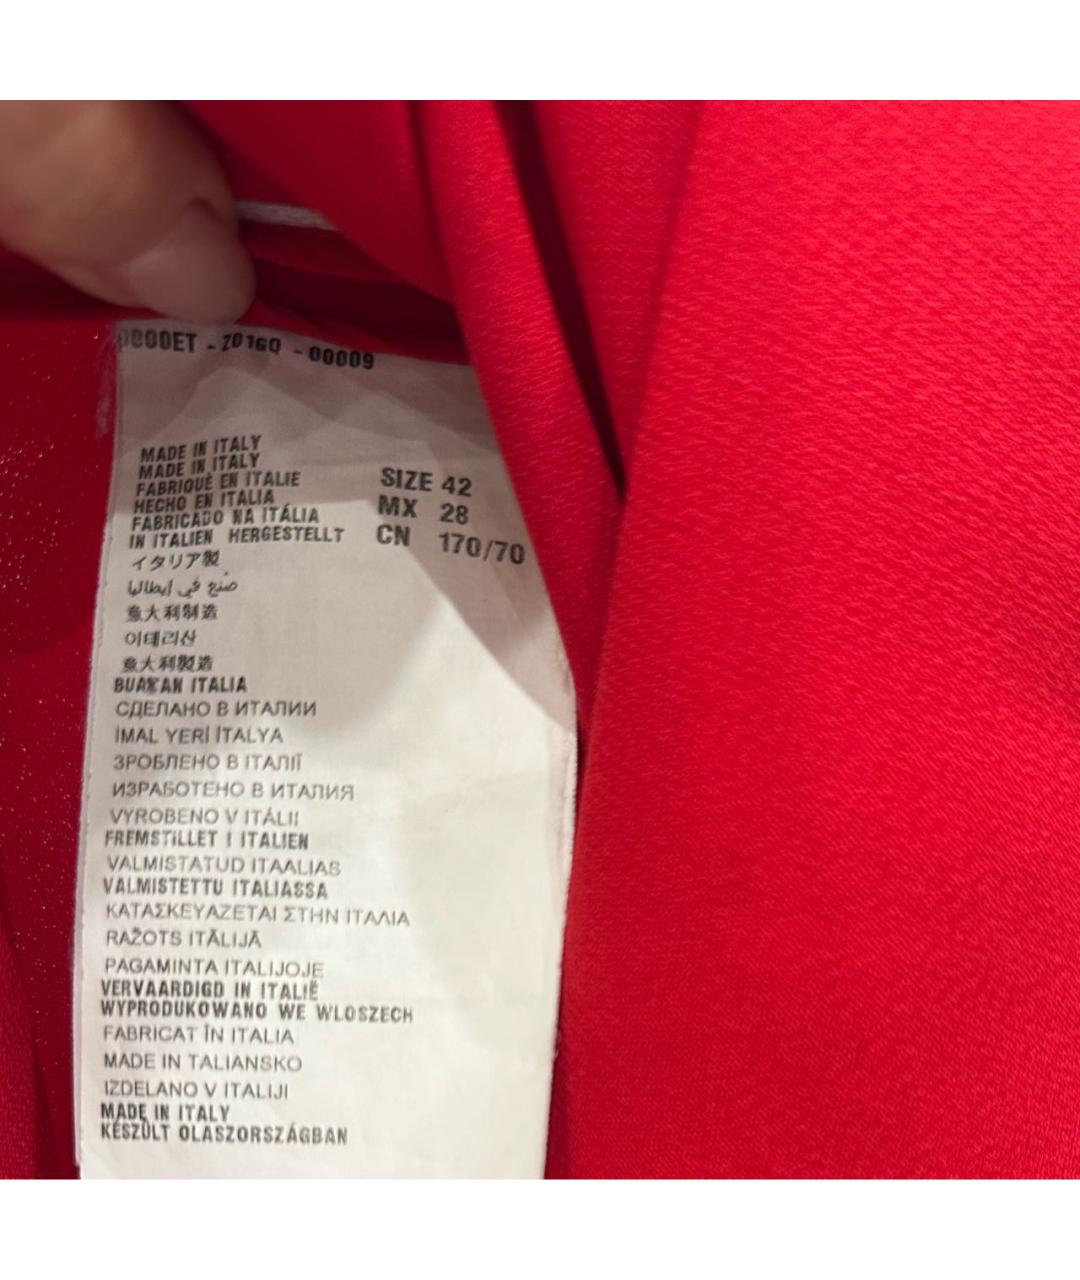 - Z016Q - 00009
MADE IN ITALY
MADE IN ITALY
FABRIQUÉ EN ITALIE
HECHO EN ITALIA
FABRICADO NA ITÁLIA
IN ITALIEN HERGESTELLT
SIZE 42
MX 28
CN 170/70
イタリア製
صنع في إيطاليا
意大利制造
이태리산
意大利製造
BUATAN ITALIA
СДЕЛАНО В ИТАЛИИ
İMAL YERİ İTALYA
ЗРОБЛЕНО В ІТАЛІЇ
ИЗРАБОТЕНО В ИТАЛИЯ
VYROBENO V ITÁLII
FREMSTILLET I ITALIEN
VALMISTATUD ITAALIAS
VALMISTETTU ITALIASSA
ΚΑΤΑΣΚΕΥΑΖΕΤΑΙ ΣΤΗΝ ΙΤΑΛΙΑ
RAŽOTS ITĀLIJĀ
PAGAMINTA ITALIJOJE
VERVAARDIGD IN ITALIË
WYPRODUKOWANO WE WLOSZECH
FABRICAT ÎN ITALIA
MADE IN TALIANSKO
IZDELANO V ITALIJI
MADE IN ITALY
KÉSZÜLT OLASZORSZÁGBAN